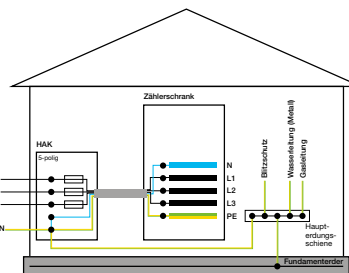 Zählerschrank
HAK
5-polig
N
L1
L2
L3
PE
N
Blitzschutz
Wasserleitung (Metall)
Gasleitung
Haupt-
erdungs-
schiene
Fundamenterder